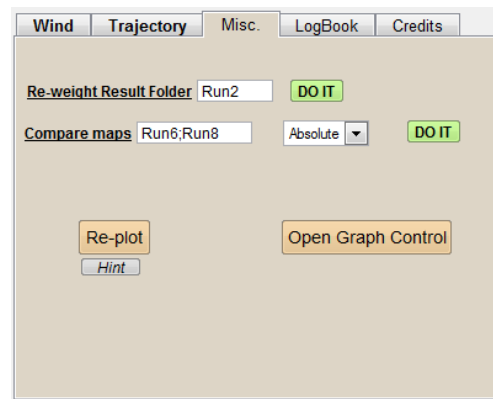 Wind Trajectory Misc. LogBook Credits
Re-weight Result Folder Run2 DO IT
Compare maps Run6;Run8 Absolute DO IT
Re-plot Open Graph Control
Hint